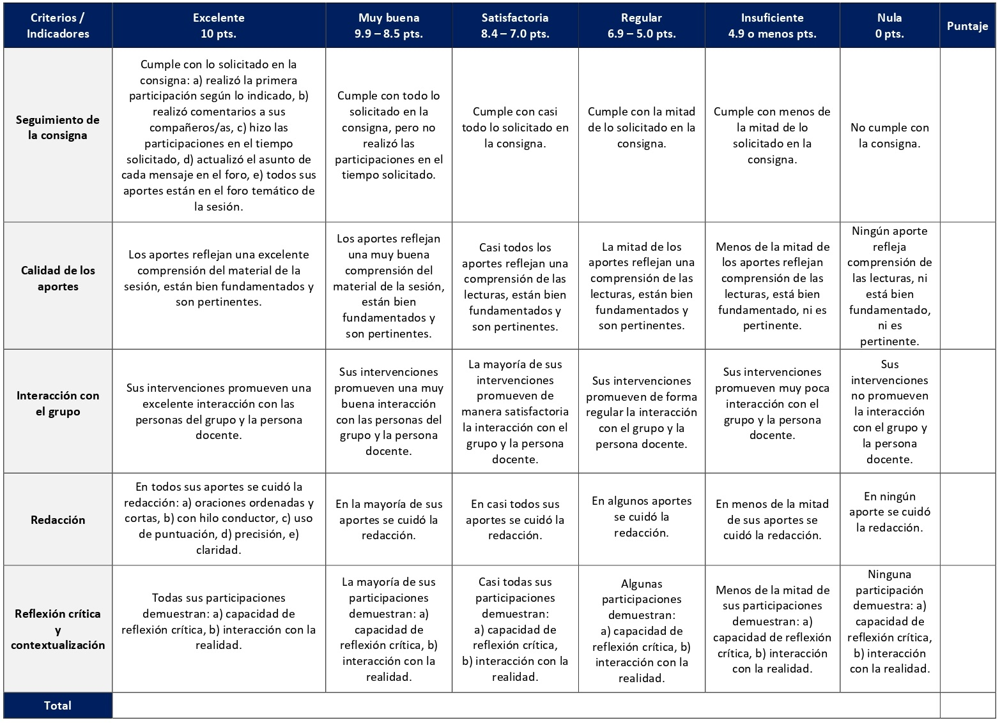 Criterios /
Indicadores
Excelente
10 pts.
Muy buena
9.9 – 8.5 pts.
Satisfactoria
8.4 – 7.0 pts.
Regular
6.9 – 5.0 pts.
Insuficiente
4.9 o menos pts.
Nula
0 pts.
Puntaje
Seguimiento de
la consigna
Cumple con lo solicitado en la
consigna: a) realizó la primera
participación según lo indicado, b)
realizó comentarios a sus
compañeros/as, c) hizo las
participaciones en el tiempo
solicitado, d) actualizó el asunto de
cada mensaje en el foro, e) todos sus
aportes están en el foro temático de
la sesión.
Cumple con todo lo
solicitado en la
consigna, pero no
realizó las
participaciones en el
tiempo solicitado.
Cumple con casi
todo lo solicitado en
la consigna.
Cumple con la mitad
de lo solicitado en la
consigna.
Cumple con menos de
la mitad de lo
solicitado en la
consigna.
No cumple con
la consigna.
Calidad de los
aportes
Los aportes reflejan una excelente
comprensión del material de la
sesión, están bien fundamentados y
son pertinentes.
Los aportes reflejan
una muy buena
comprensión del
material de la sesión,
están bien
fundamentados y
son pertinentes.
Casi todos los
aportes reflejan una
comprensión de las
lecturas, están bien
fundamentados y
son pertinentes.
La mitad de los
aportes reflejan una
comprensión de las
lecturas, están bien
fundamentados y
son pertinentes.
Menos de la mitad de
los aportes reflejan
comprensión de las
lecturas, está bien
fundamentado, ni es
pertinente.
Ningún aporte
refleja
comprensión de
las lecturas, ni
está bien
fundamentado,
ni es
pertinente.
Interacción con
el grupo
Sus intervenciones promueven una
excelente interacción con las
personas del grupo y la persona
docente.
Sus intervenciones
promueven una muy
buena interacción
con las personas del
grupo y la persona
docente.
La mayoría de sus
intervenciones
promueven de
manera satisfactoria
la interacción con el
grupo y la persona
docente.
Sus intervenciones
promueven de forma
regular la interacción
con el grupo y la
persona docente.
Sus intervenciones
promueven muy poca
interacción con el
grupo y la persona
docente.
Sus
intervenciones
no promueven
la interacción
con el grupo y
la persona
docente.
Redacción
En todos sus aportes se cuidó la
redacción: a) oraciones ordenadas y
cortas, b) con hilo conductor, c) uso
de puntuación, d) precisión, e)
claridad.
En la mayoría de sus
aportes se cuidó la
redacción.
En casi todos sus
aportes se cuidó la
redacción.
En algunos aportes
se cuidó la
redacción.
En menos de la mitad
de sus aportes se
cuidó la redacción.
En ningún
aporte se cuidó
la redacción.
Reflexión crítica
y
contextualización
Todas sus participaciones
demuestran: a) capacidad de
reflexión crítica, b) interacción con la
realidad.
La mayoría de sus
participaciones
demuestran: a)
capacidad de
reflexión crítica, b)
interacción con la
realidad.
Casi todas sus
participaciones
demuestran:
a) capacidad de
reflexión crítica,
b) interacción con la
realidad.
Algunas
participaciones
demuestran:
a) capacidad de
reflexión crítica, b)
interacción con la
realidad.
Menos de la mitad de
sus participaciones
demuestran: a)
capacidad de reflexión
crítica, b) interacción
con la realidad.
Ninguna
participación
demuestra: a)
capacidad de
reflexión crítica,
b) interacción
con la realidad.
Total